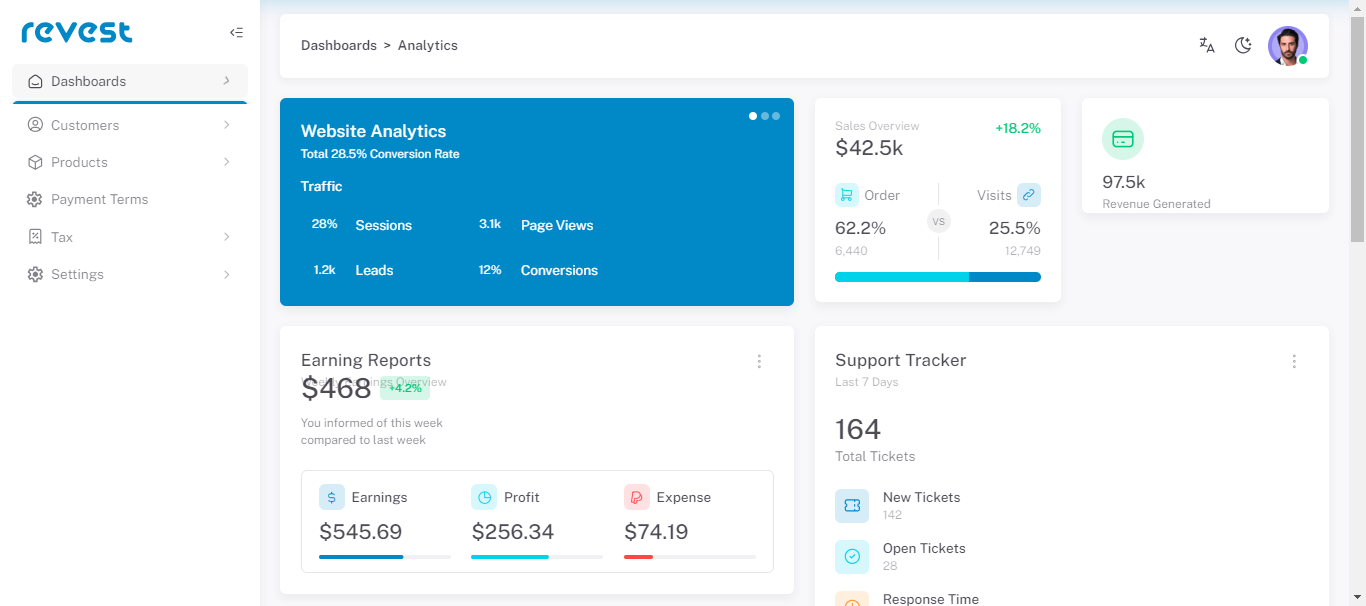 revest
Dashboards
Customers
Products
Payment Terms
Tax
Settings
Dashboards > Analytics
Website Analytics
Total 28.5% Conversion Rate
Traffic
28% Sessions 3.1k Page Views
1.2k Leads 12% Conversions
Sales Overview +18.2%
$42.5k
Order Visits
VS
62.2% 25.5%
6,440 12,749
97.5k
Revenue Generated
Earning Reports
Weekly Earnings Overview
$468 +4.2%
You informed of this week
compared to last week
$ Earnings Profit Expense
$545.69 $256.34 $74.19
Support Tracker
Last 7 Days
164
Total Tickets
New Tickets
142
Open Tickets
28
Response Time